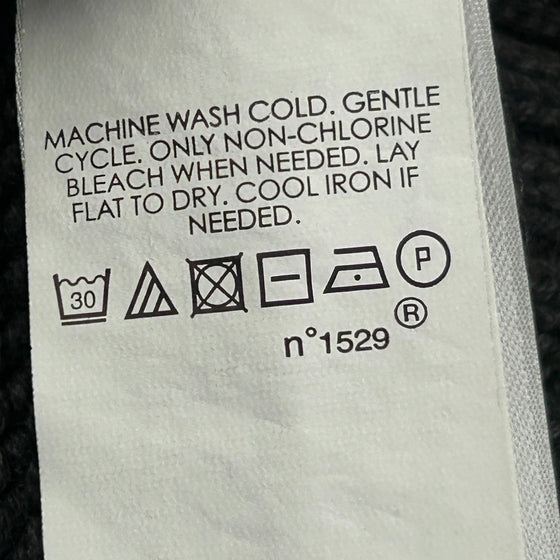 MACHINE WASH COLD. GENTLE
CYCLE. ONLY NON-CHLORINE
BLEACH WHEN NEEDED. LAY
FLAT TO DRY. COOL IRON IF
NEEDED.
30 P
n°1529 ®